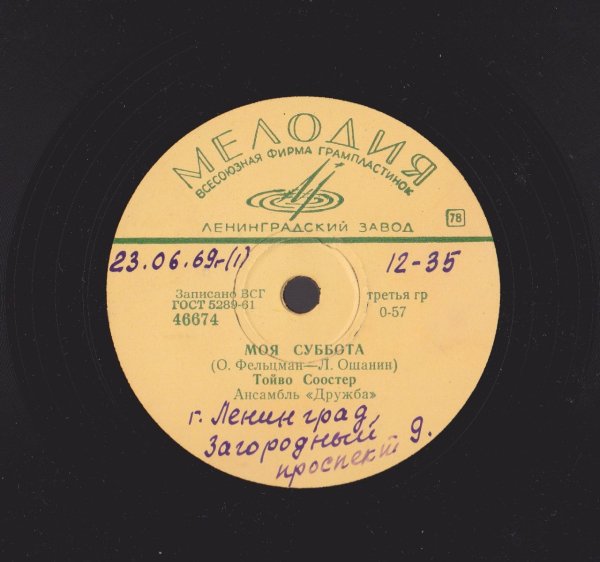 МЕЛОДИЯ
ВСЕСОЮЗНАЯ ФИРМА ГРАМПЛАСТИНОК
ЛЕНИНГРАДСКИЙ ЗАВОД
78
23.06.69г-(1) 12-35
Записано ВСГ третья гр
ГОСТ 5289-61
46674 0-57
МОЯ СУББОТА
(О. Фельцман—Л. Ошанин)
Тойво Соостер
Ансамбль «Дружба»
г. Ленинград,
Загородный
проспект 9.